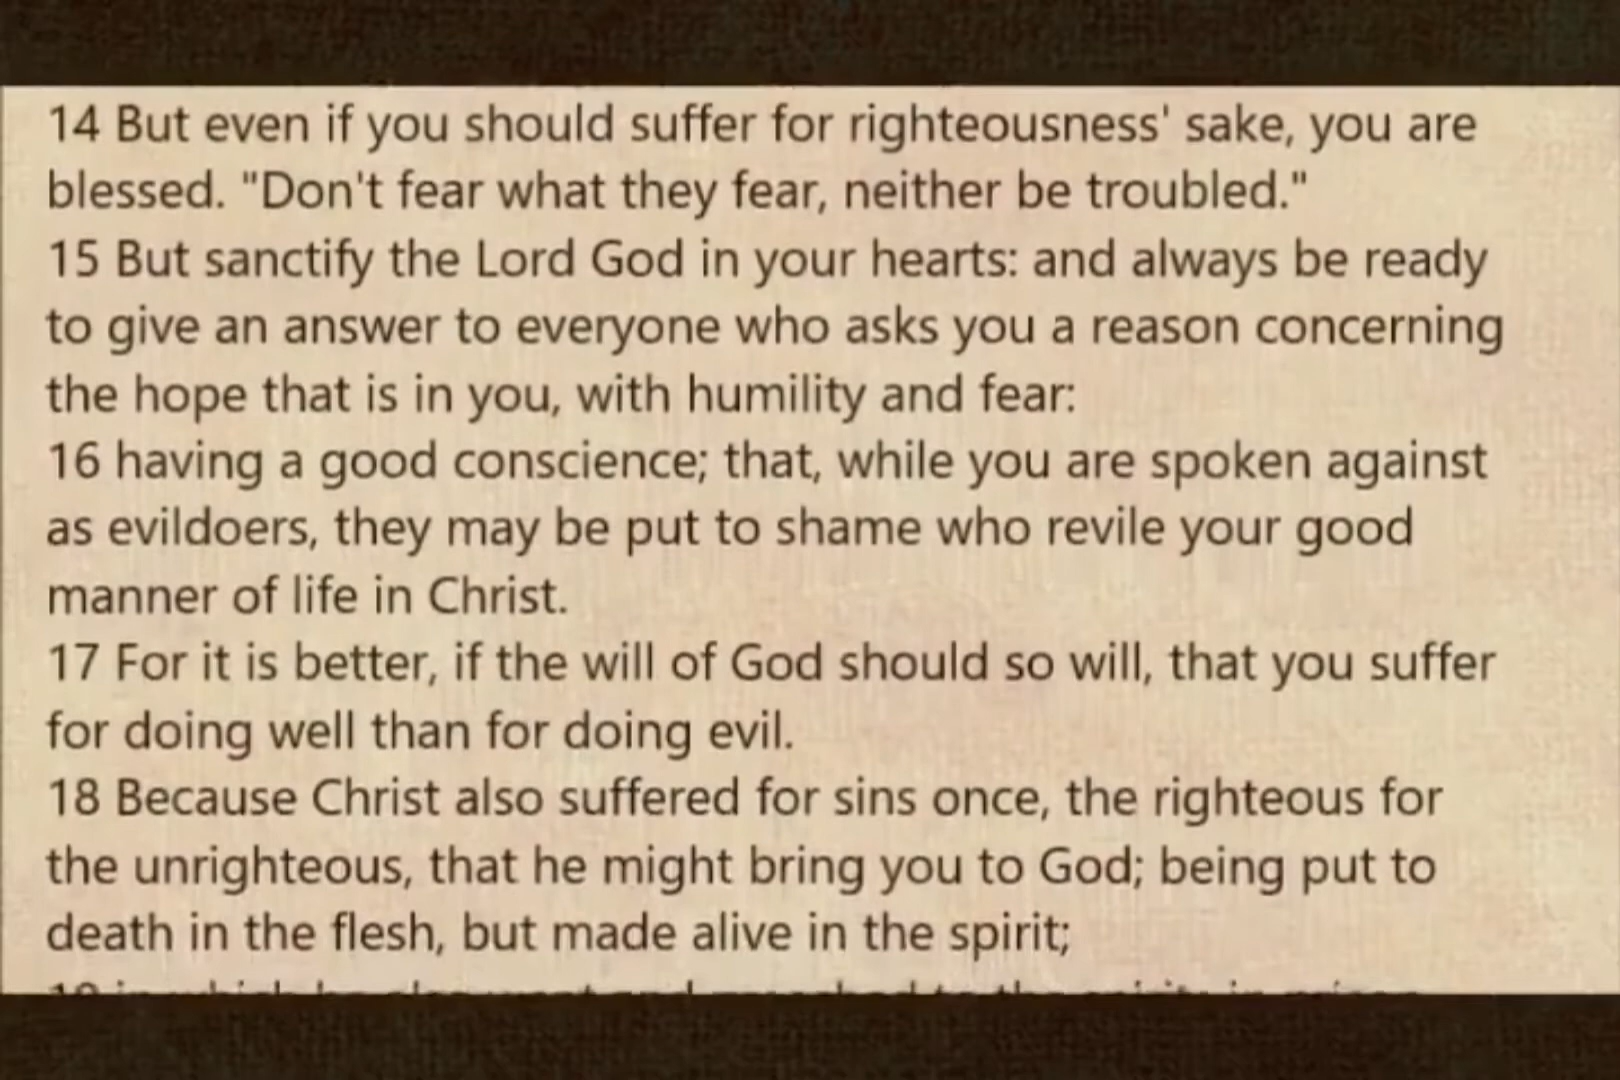 14 But even if you should suffer for righteousness' sake, you are
blessed. "Don't fear what they fear, neither be troubled."
15 But sanctify the Lord God in your hearts: and always be ready
to give an answer to everyone who asks you a reason concerning
the hope that is in you, with humility and fear:
16 having a good conscience; that, while you are spoken against
as evildoers, they may be put to shame who revile your good
manner of life in Christ.
17 For it is better, if the will of God should so will, that you suffer
for doing well than for doing evil.
18 Because Christ also suffered for sins once, the righteous for
the unrighteous, that he might bring you to God; being put to
death in the flesh, but made alive in the spirit;